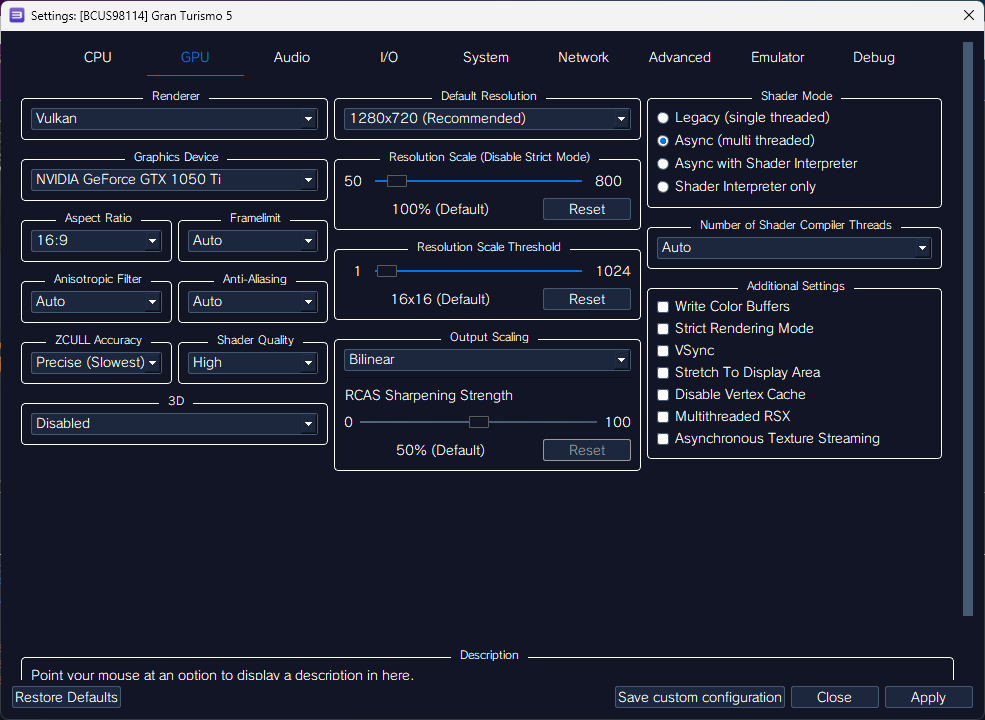 Settings: [BCUS98114] Gran Turismo 5
CPU GPU Audio I/O System Network Advanced Emulator Debug
Renderer
Vulkan
Graphics Device
NVIDIA GeForce GTX 1050 Ti
Aspect Ratio Framelimit
16:9 Auto
Anisotropic Filter Anti-Aliasing
Auto Auto
ZCULL Accuracy Shader Quality
Precise (Slowest) High
3D
Disabled
Default Resolution
1280x720 (Recommended)
Resolution Scale (Disable Strict Mode)
50 800
100% (Default) Reset
Resolution Scale Threshold
1 1024
16x16 (Default) Reset
Output Scaling
Bilinear
RCAS Sharpening Strength
0 100
50% (Default) Reset
Shader Mode
Legacy (single threaded)
Async (multi threaded)
Async with Shader Interpreter
Shader Interpreter only
Number of Shader Compiler Threads
Auto
Additional Settings
Write Color Buffers
Strict Rendering Mode
VSync
Stretch To Display Area
Disable Vertex Cache
Multithreaded RSX
Asynchronous Texture Streaming
Description
Point your mouse at an option to display a description in here.
Restore Defaults Save custom configuration Close Apply